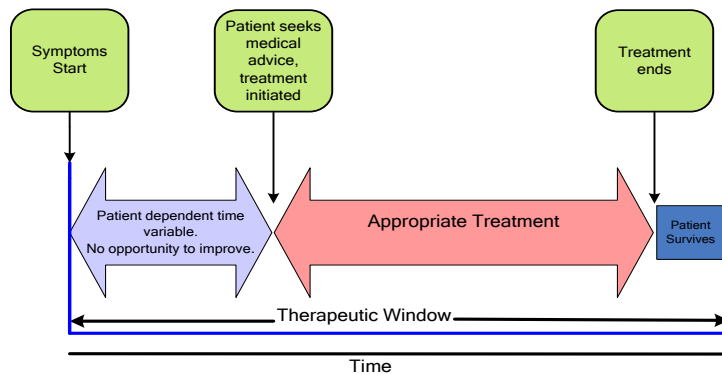 Symptoms
Start
Patient seeks
medical
advice,
treatment
initiated
Treatment
ends
Patient dependent time
variable.
No opportunity to improve.
Appropriate Treatment
Patient
Survives
Therapeutic Window
Time